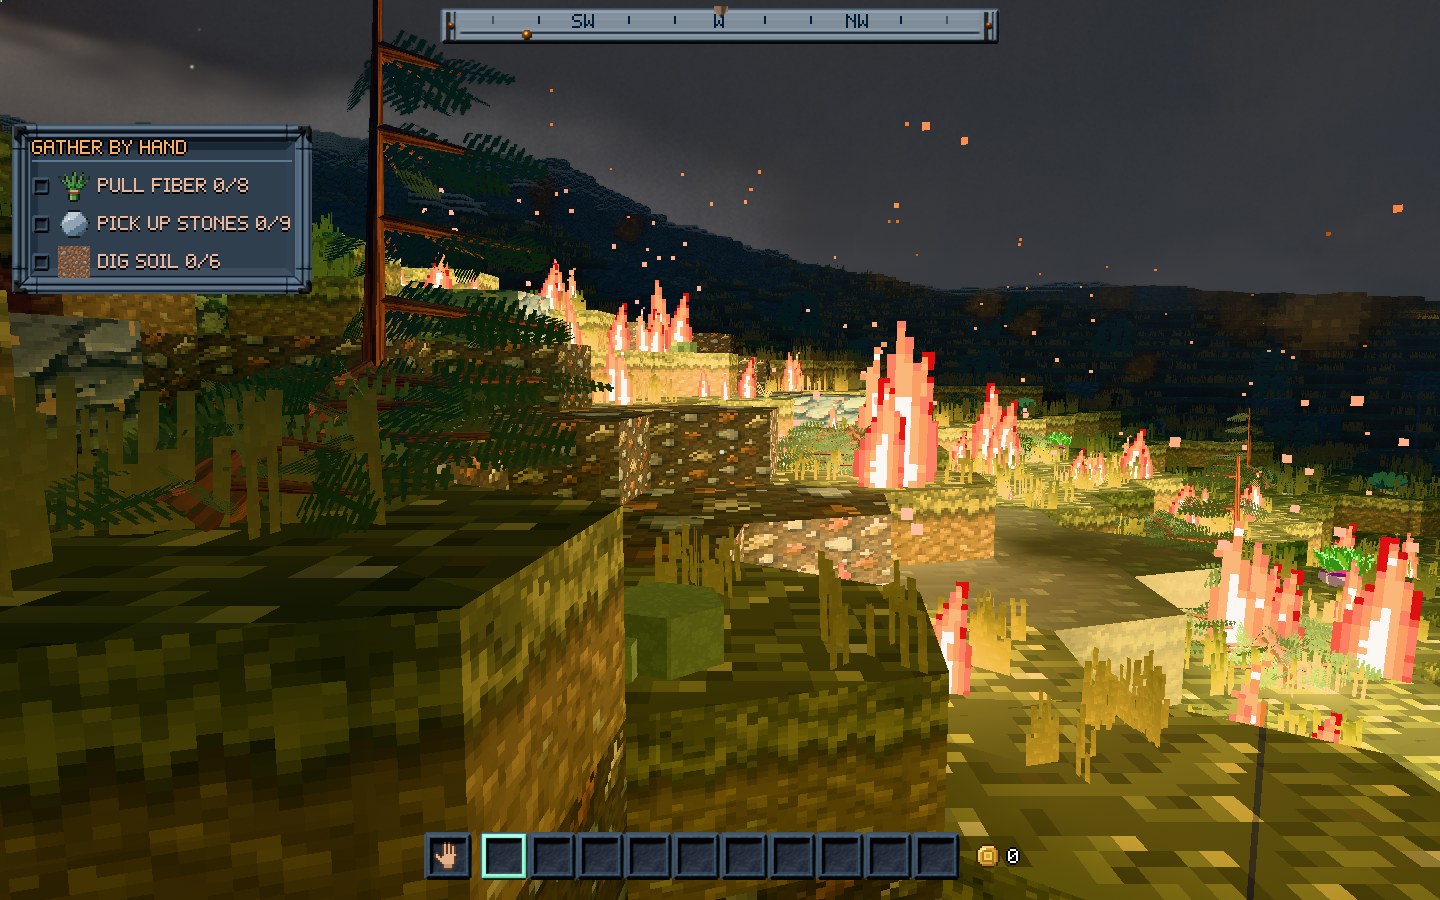 SW W NW
GATHER BY HAND
PULL FIBER 0/8
PICK UP STONES 0/9
DIG SOIL 0/6
0